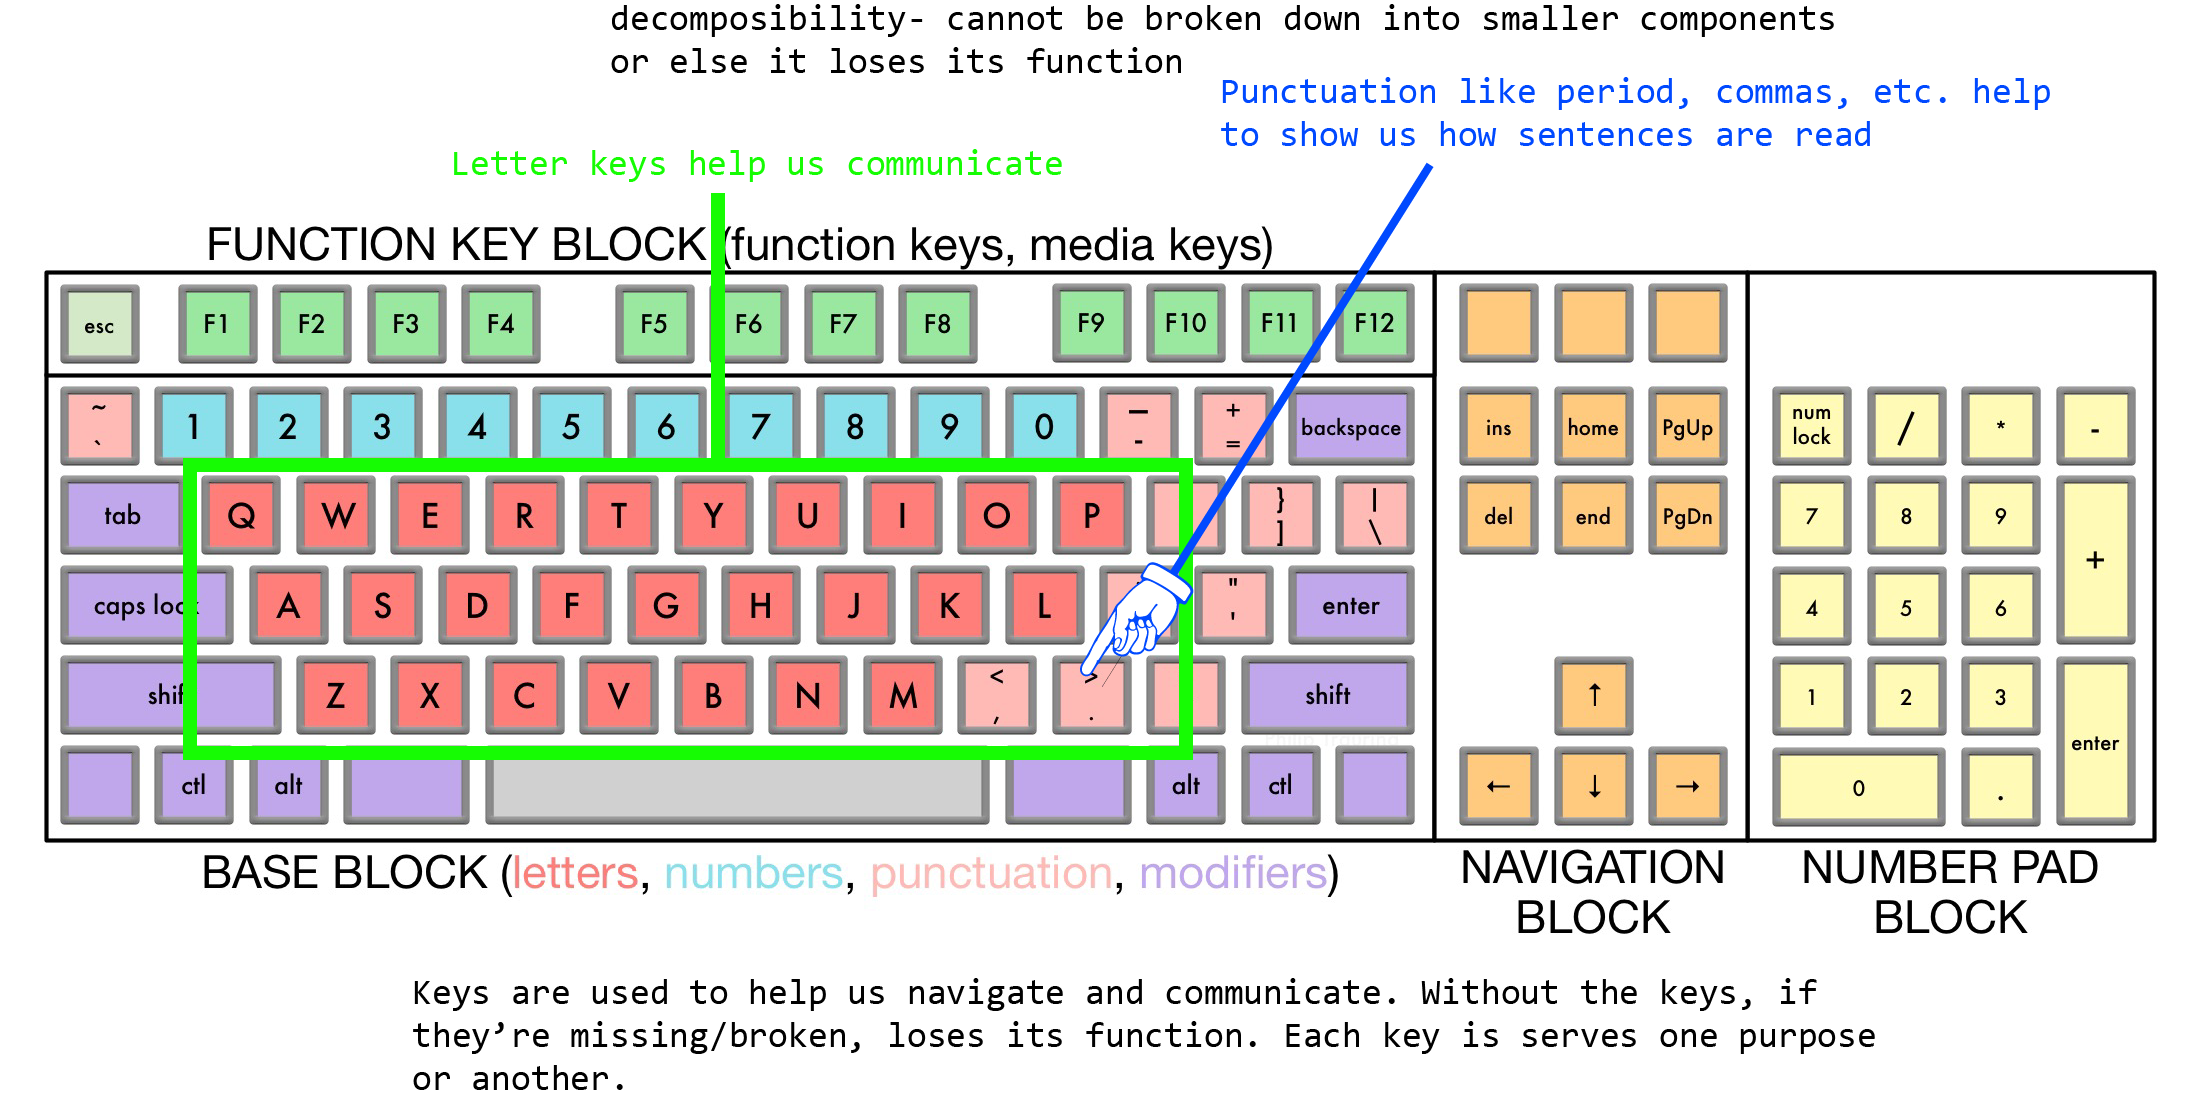 decomposibility- cannot be broken down into smaller components
or else it loses its function
Punctuation like period, commas, etc. help
to show us how sentences are read
Letter keys help us communicate
FUNCTION KEY BLOCK (function keys, media keys)
esc F1 F2 F3 F4 F5 F6 F7 F8 F9 F10 F11 F12
~ ` 1 2 3 4 5 6 7 8 9 0 — - + = backspace
ins home PgUp
num lock / * -
tab Q W E R T Y U I O P } ] | \
del end PgDn
7 8 9 +
caps lock A S D F G H J K L " ' enter
4 5 6
shift Z X C V B N M < , > . shift
↑
1 2 3 enter
ctl alt alt ctl
← ↓ →
0 .
BASE BLOCK (letters, numbers, punctuation, modifiers)
NAVIGATION
BLOCK
NUMBER PAD
BLOCK
Keys are used to help us navigate and communicate. Without the keys, if
they’re missing/broken, loses its function. Each key is serves one purpose
or another.